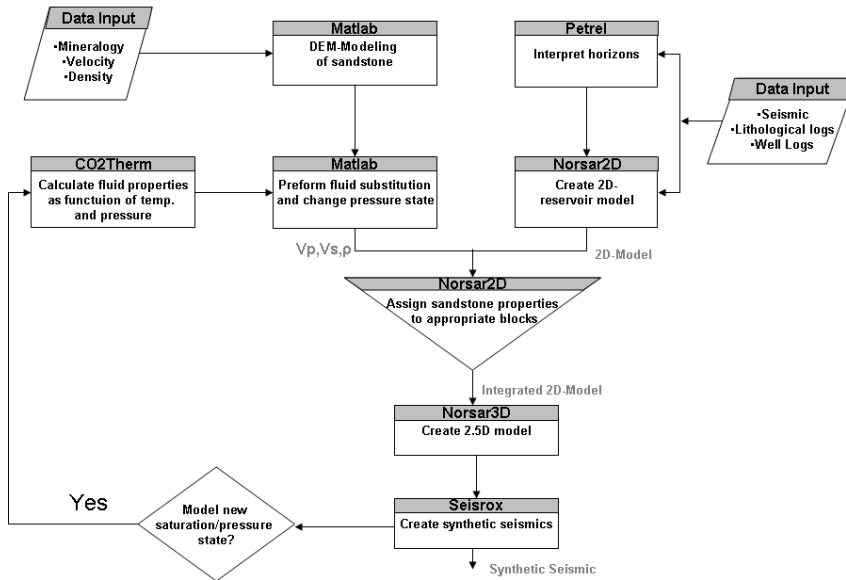 Data Input
•Mineralogy
•Velocity
•Density
Matlab
DEM-Modeling
of sandstone
Petrel
Interpret horizons
Data Input
•Seismic
•Lithological logs
•Well Logs
CO2Therm
Calculate fluid properties
as functuion of temp.
and pressure
Matlab
Preform fluid substitution
and change pressure state
Norsar2D
Create 2D-
reservoir model
Vp,Vs,ρ
2D-Model
Norsar2D
Assign sandstone properties
to appropriate blocks
Integrated 2D-Model
Norsar3D
Create 2.5D model
Yes
Model new
saturation/pressure
state?
Seisrox
Create synthetic seismics
Synthetic Seismic